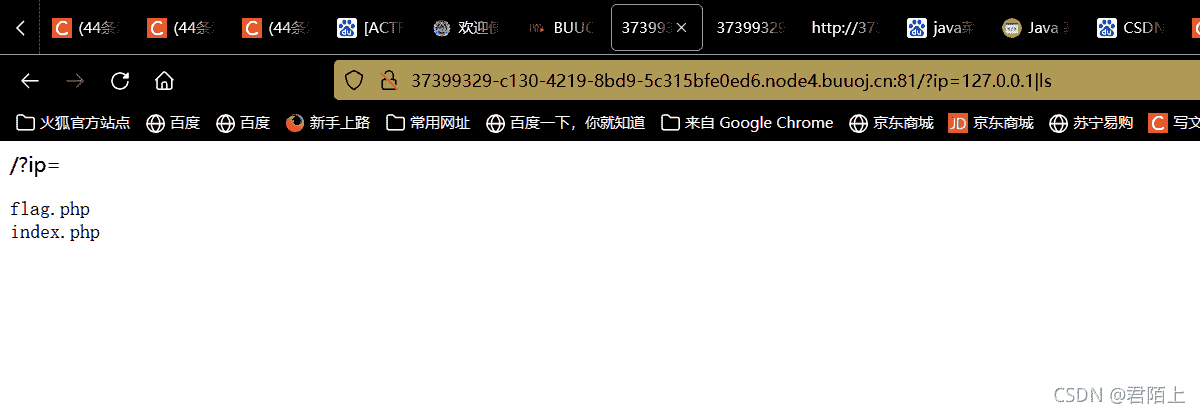 (44条 (44条 (44条 [ACTF 欢迎 BUUC 37399 37399329 http://37 java Java CSDN
37399329-c130-4219-8bd9-5c315bfe0ed6.node4.buuoj.cn:81/?ip=127.0.0.1|ls
火狐官方站点 百度 百度 新手上路 常用网址 百度一下，你就知道 来自 Google Chrome 京东商城 JD 京东商城 苏宁易购 C 写文
/?ip=
flag.php
index.php
CSDN @君陌上